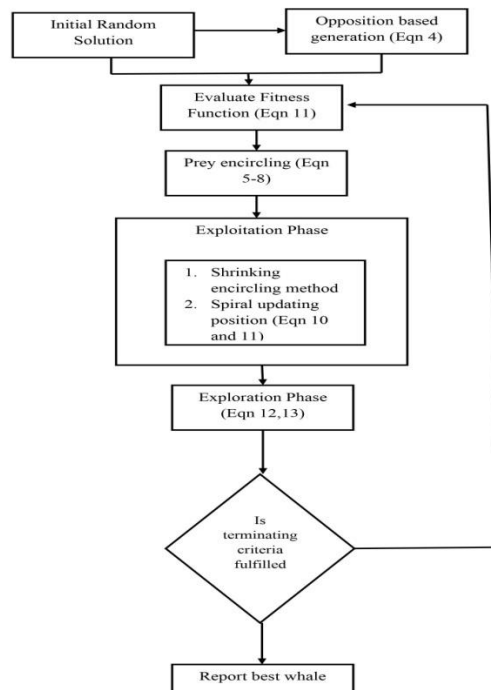 Initial Random
Solution
Opposition based
generation (Eqn 4)
Evaluate Fitness
Function (Eqn 11)
Prey encircling (Eqn
5-8)
Exploitation Phase
1. Shrinking
encircling method
2. Spiral updating
position (Eqn 10
and 11)
Exploration Phase
(Eqn 12,13)
Is
terminating
criteria
fulfilled
Report best whale